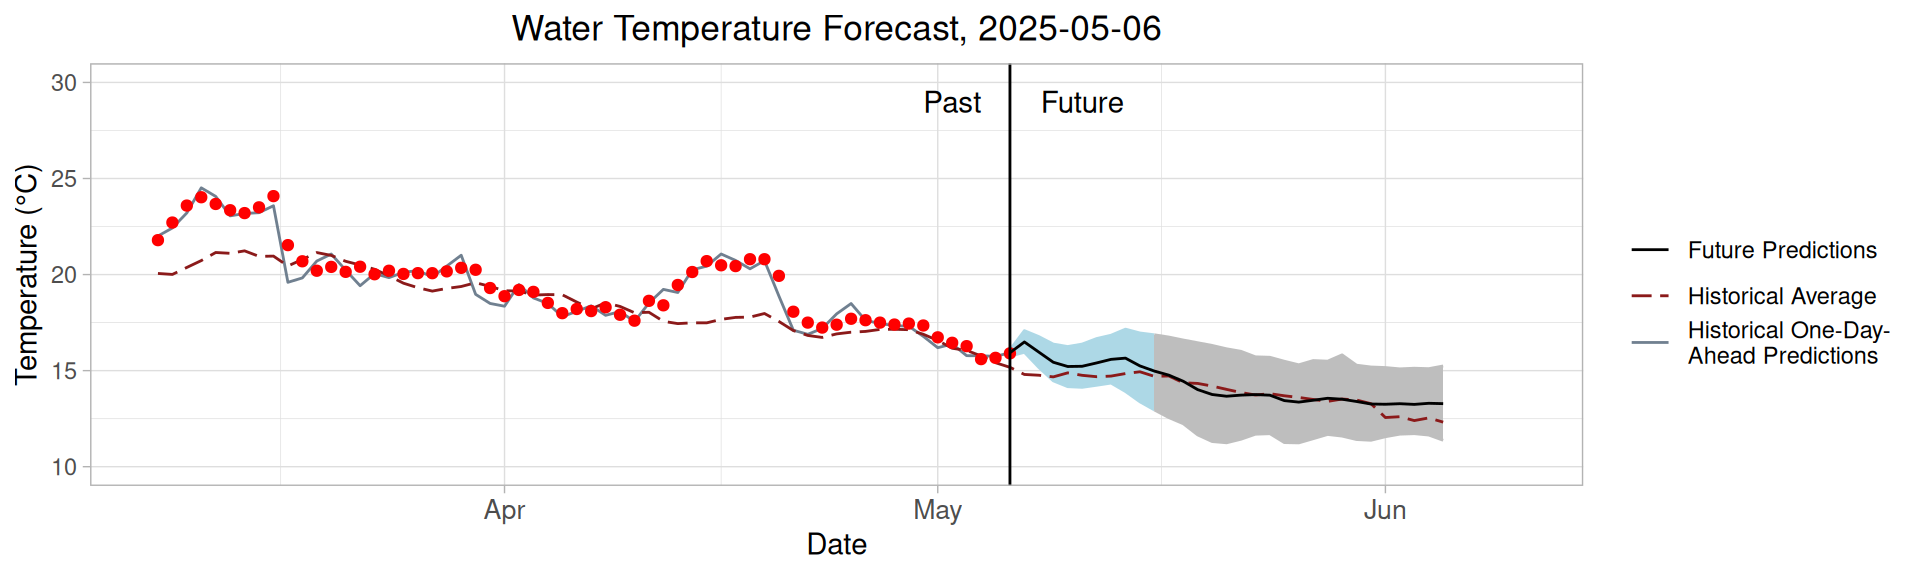 Water Temperature Forecast, 2025-05-06
30
25
20
15
10
Temperature (°C)
Past
Future
Apr
May
Jun
Date
Future Predictions
Historical Average
Historical One-Day-
Ahead Predictions